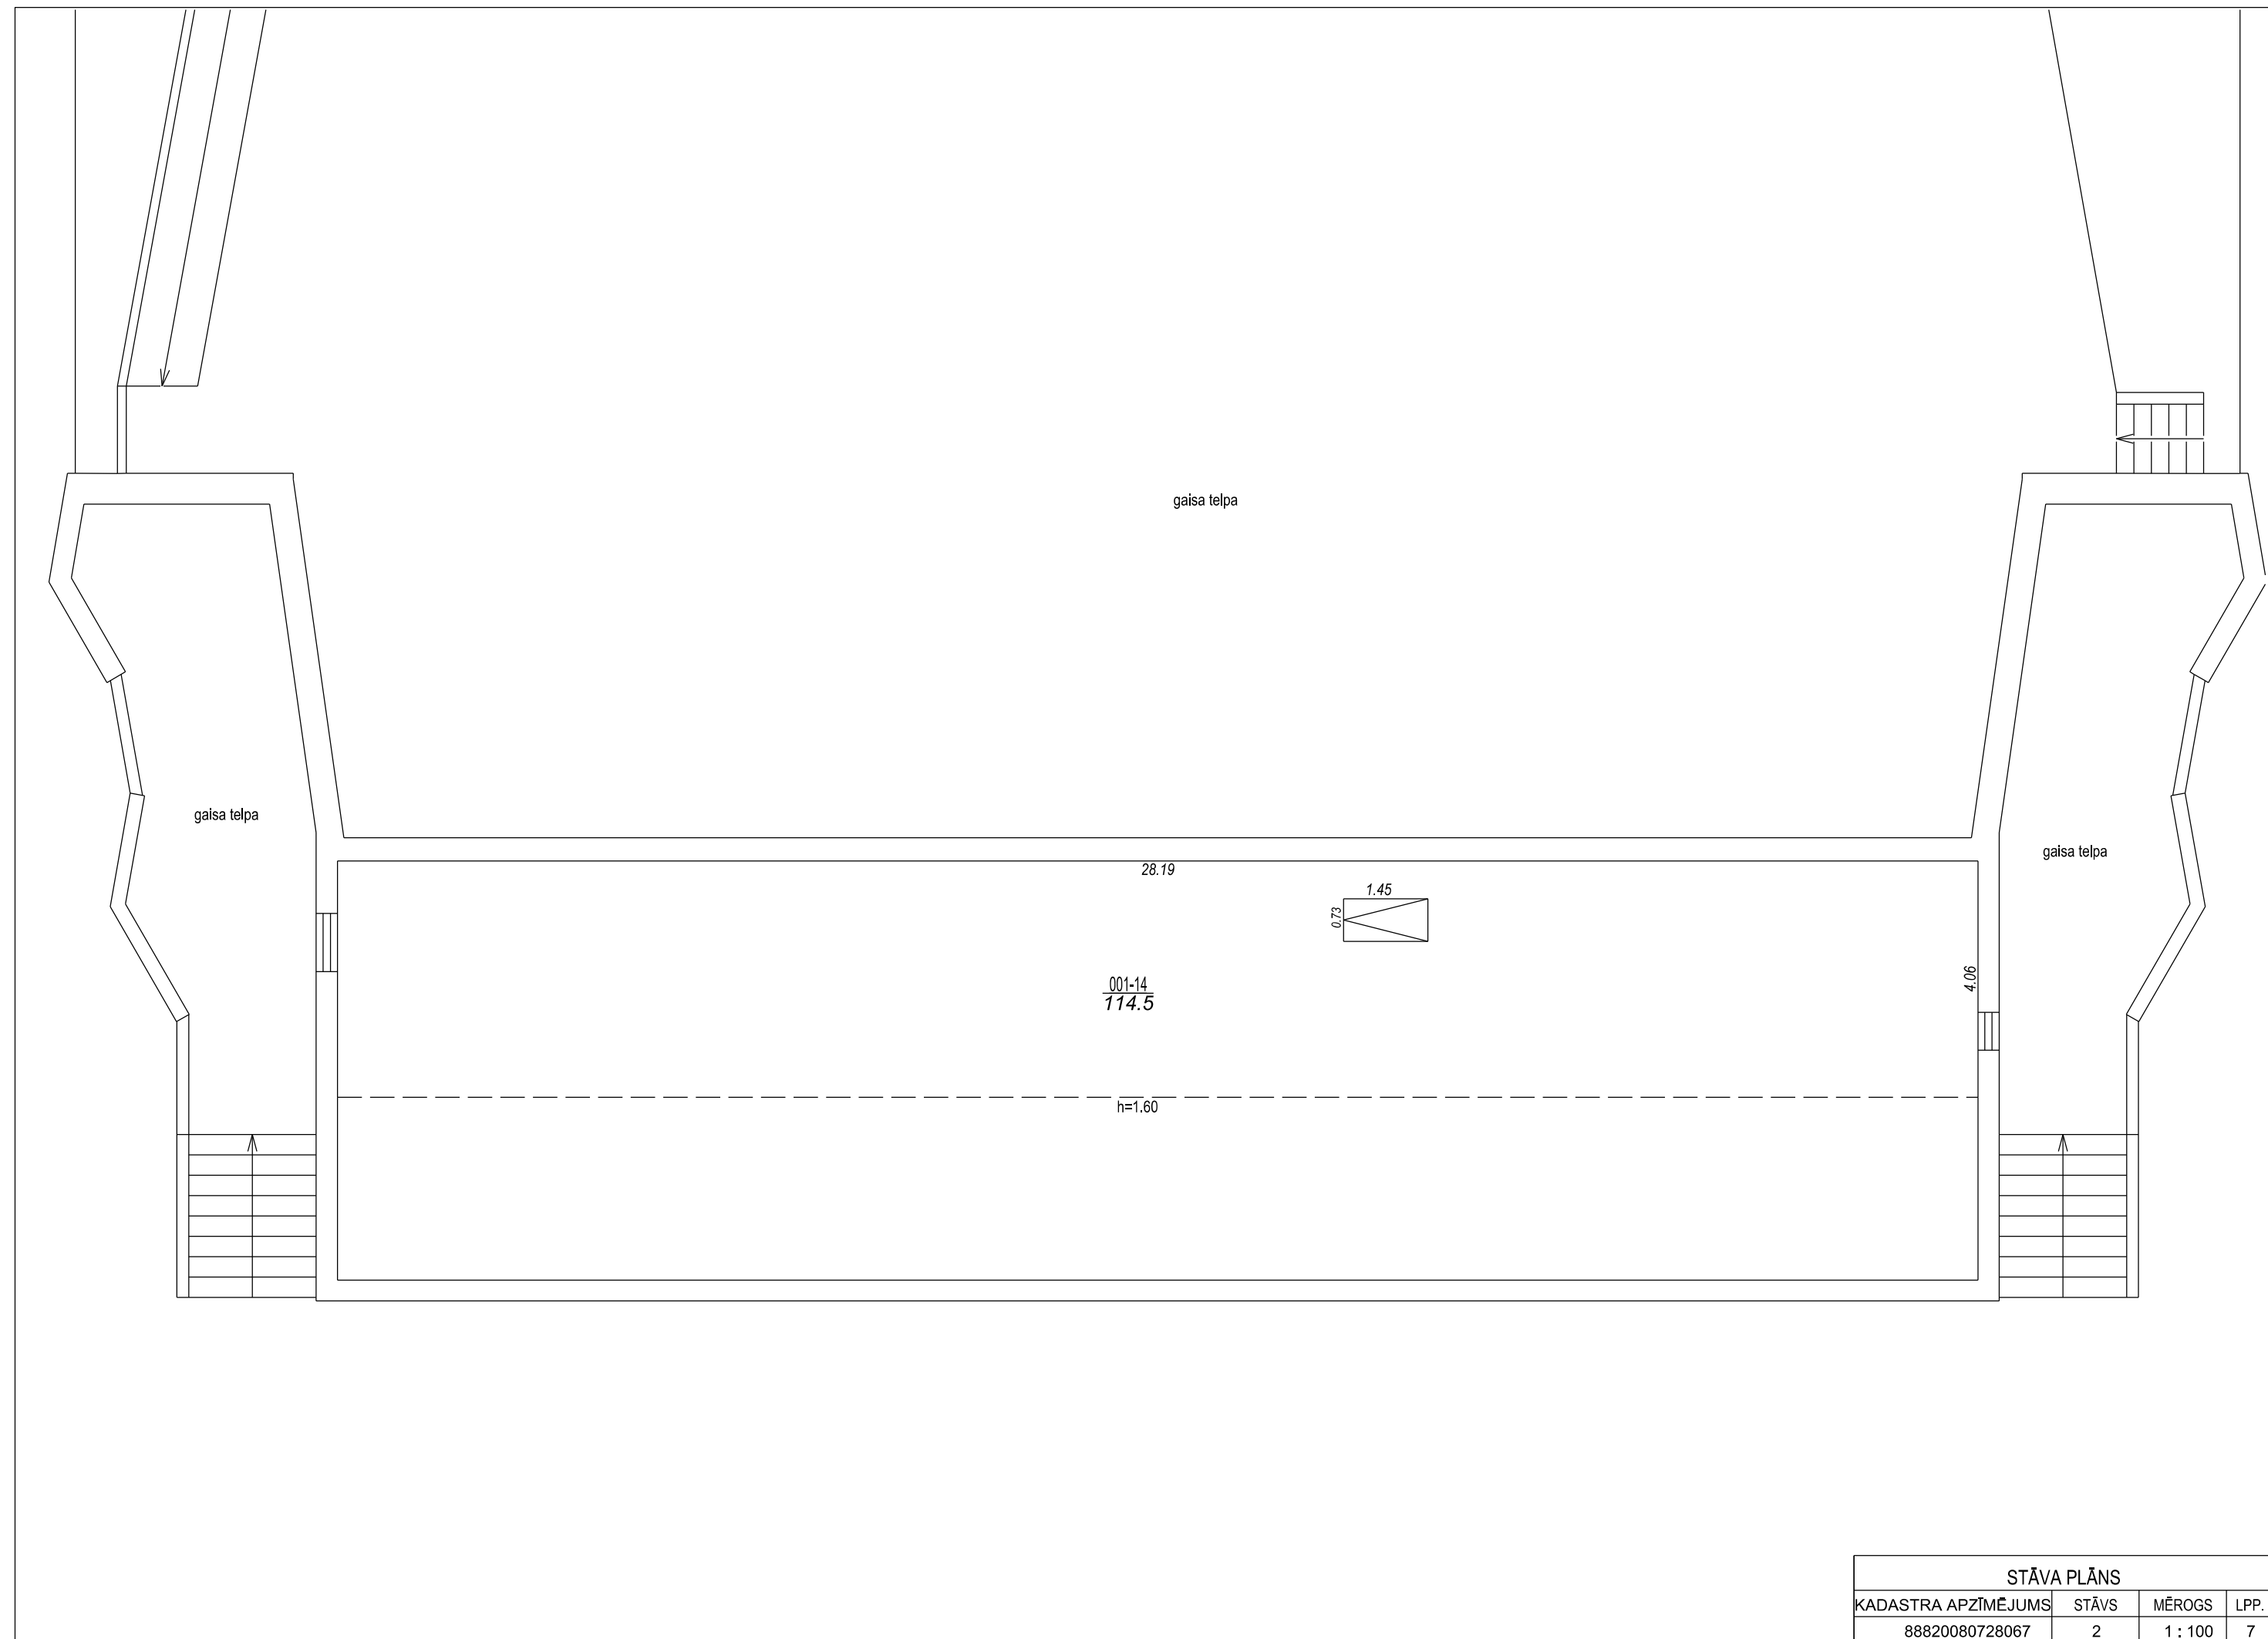 gaisa telpa
gaisa telpa
gaisa telpa
28.19
1.45
0.73
4.06
001-14
114.5
h=1.60
STĀVA PLĀNS
KADASTRA APZĪMĒJUMS STĀVS MĒROGS LPP.
88820080728067 2 1 : 100 7